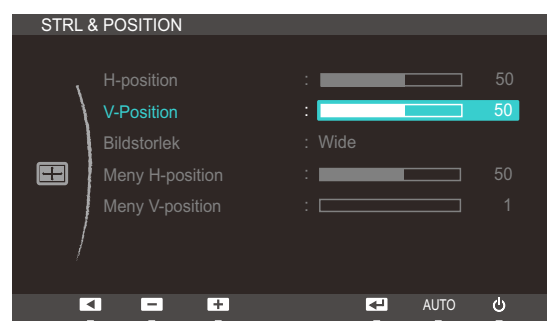 STRL & POSITION
H-position : 50
V-Position : 50
Bildstorlek : Wide
Meny H-position : 50
Meny V-position : 1
AUTO